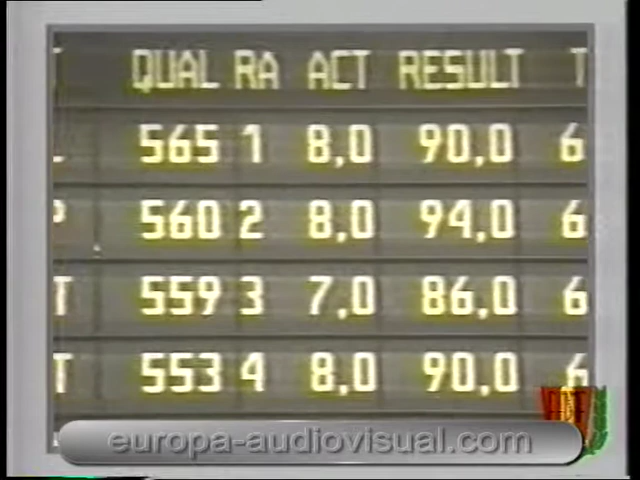 T QUAL RA ACT RESULT T
L 565 1 8,0 90,0 6
P 560 2 8,0 94,0 6
T 559 3 7,0 86,0 6
T 553 4 8,0 90,0 6
europa-audiovisual.com